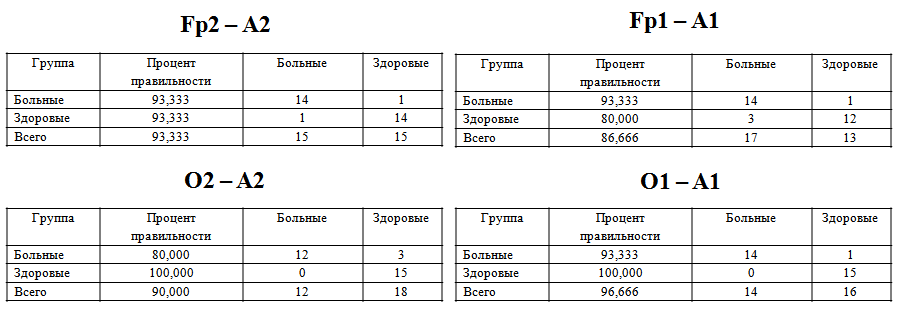 Fp2 – A2
Группа Процент правильности Больные Здоровые
Больные 93,333 14 1
Здоровые 93,333 1 14
Всего 93,333 15 15
Fp1 – A1
Группа Процент правильности Больные Здоровые
Больные 93,333 14 1
Здоровые 80,000 3 12
Всего 86,666 17 13
O2 – A2
Группа Процент правильности Больные Здоровые
Больные 80,000 12 3
Здоровые 100,000 0 15
Всего 90,000 12 18
O1 – A1
Группа Процент правильности Больные Здоровые
Больные 93,333 14 1
Здоровые 100,000 0 15
Всего 96,666 14 16